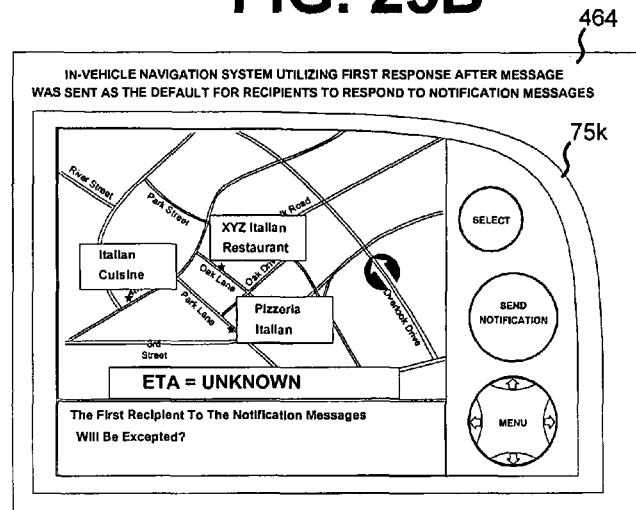 FIG. 29B
464
IN-VEHICLE NAVIGATION SYSTEM UTILIZING FIRST RESPONSE AFTER MESSAGE
WAS SENT AS THE DEFAULT FOR RECIPIENTS TO RESPOND TO NOTIFICATION MESSAGES
75k
River Street
Park Street
Road
XYZ Italian
Restaurant
SELECT
Italian
Cuisine
Oak Lane
Oak
Park Lane
Pizzeria
Italian
Overlook Drive
SEND
NOTIFICATION
Street
ETA = UNKNOWN
The First Recipient To The Notification Messages
Will Be Excepted?
MENU